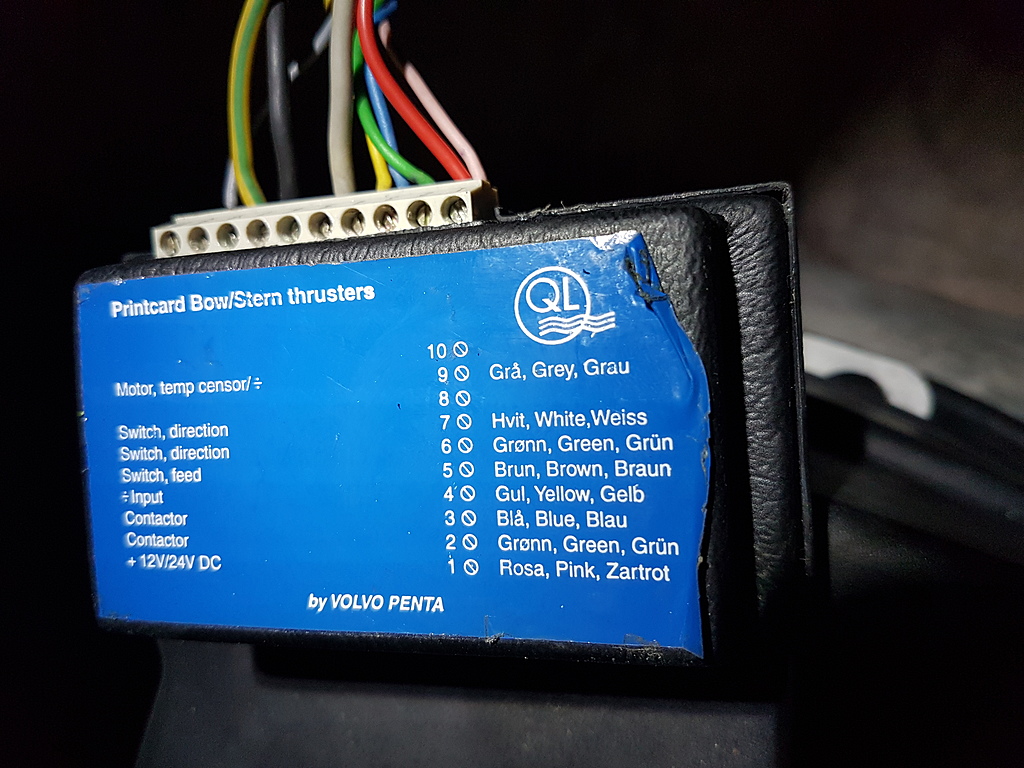 Printcard Bow/Stern thrusters
QL
10
Motor, temp censor/÷ 9 Grå, Grey, Grau
8
Switch, direction 7 Hvit, White,Weiss
Switch, direction 6 Grønn, Green, Grün
Switch, feed 5 Brun, Brown, Braun
÷Input 4 Gul, Yellow, Gelb
Contactor 3 Blå, Blue, Blau
Contactor 2 Grønn, Green, Grün
+ 12V/24V DC 1 Rosa, Pink, Zartrot
by VOLVO PENTA